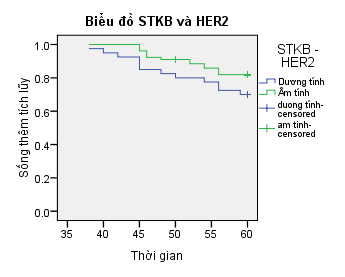 Biểu đồ STKB và HER2
STKB -
HER2
Dương tính
Âm tính
duong tinh-
censored
am tinh-
censored
Sống thêm tích lũy
1.0
0.8
0.6
0.4
0.2
0.0
35 40 45 50 55 60
Thời gian